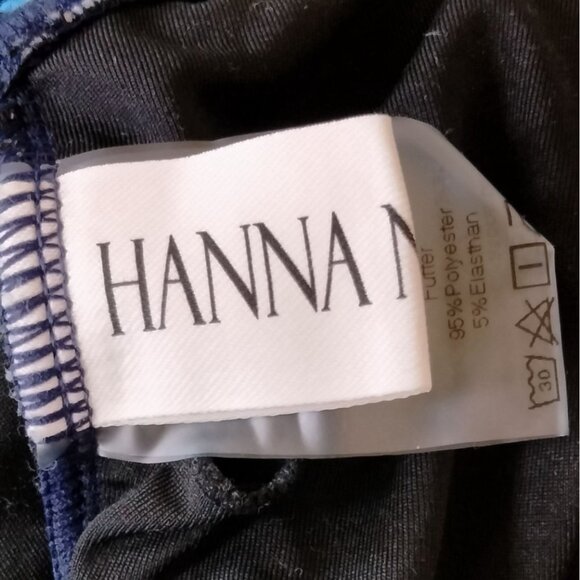 HANNA N
Futter
95%Polyester
5%Elasthan
30